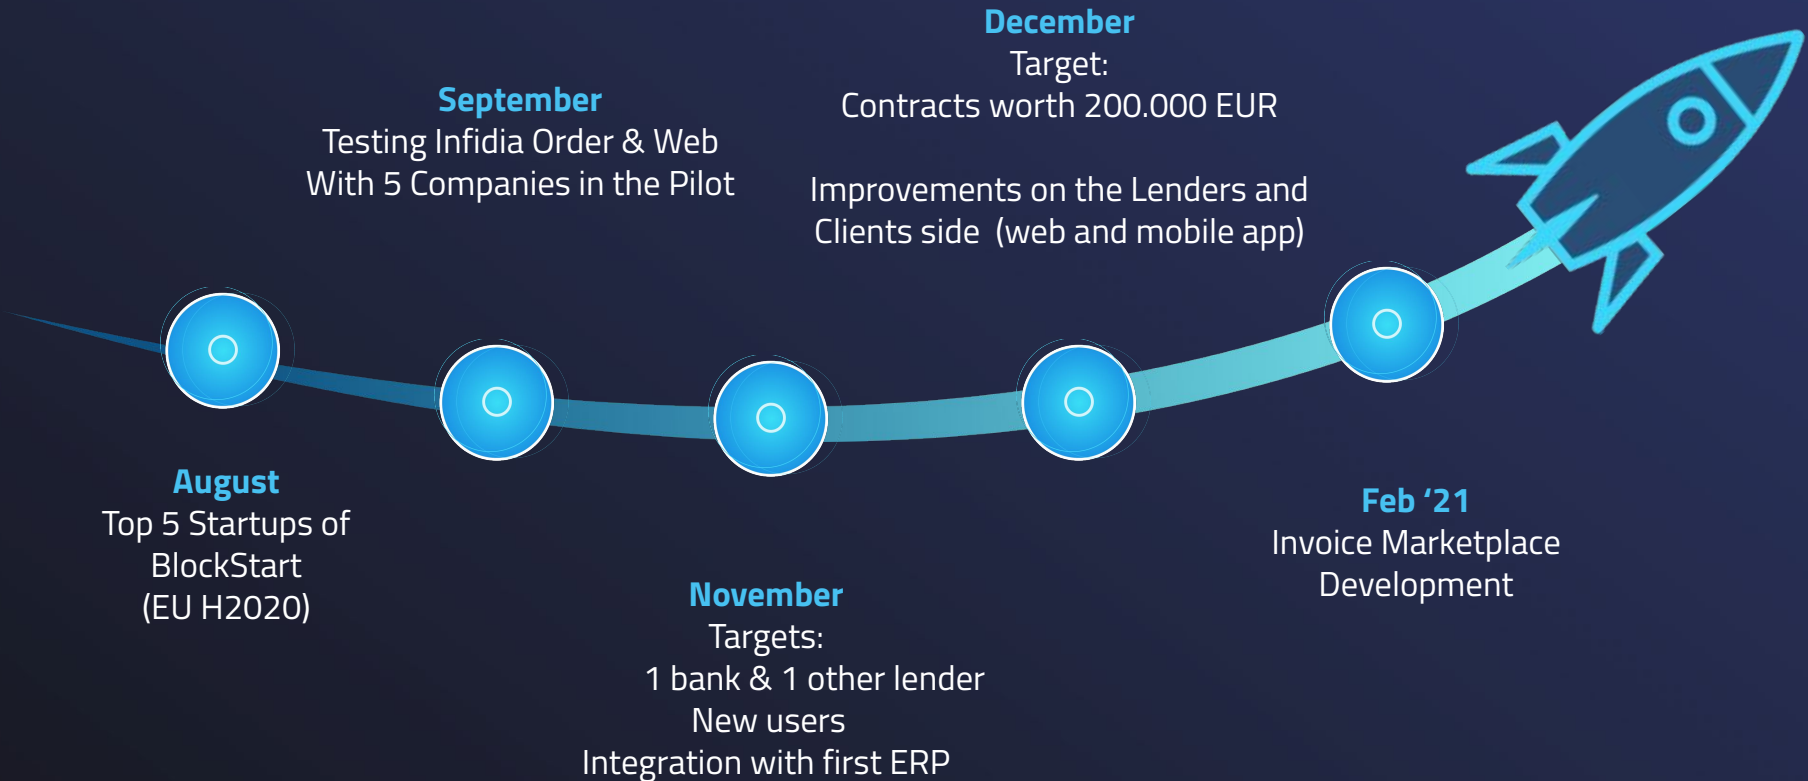 August
Top 5 Startups of
BlockStart
(EU H2020)
September
Testing Infidia Order & Web
With 5 Companies in the Pilot
November
Targets:
1 bank & 1 other lender
New users
Integration with first ERP
December
Target:
Contracts worth 200.000 EUR
Improvements on the Lenders and
Clients side  (web and mobile app)
Feb ‘21
Invoice Marketplace
Development